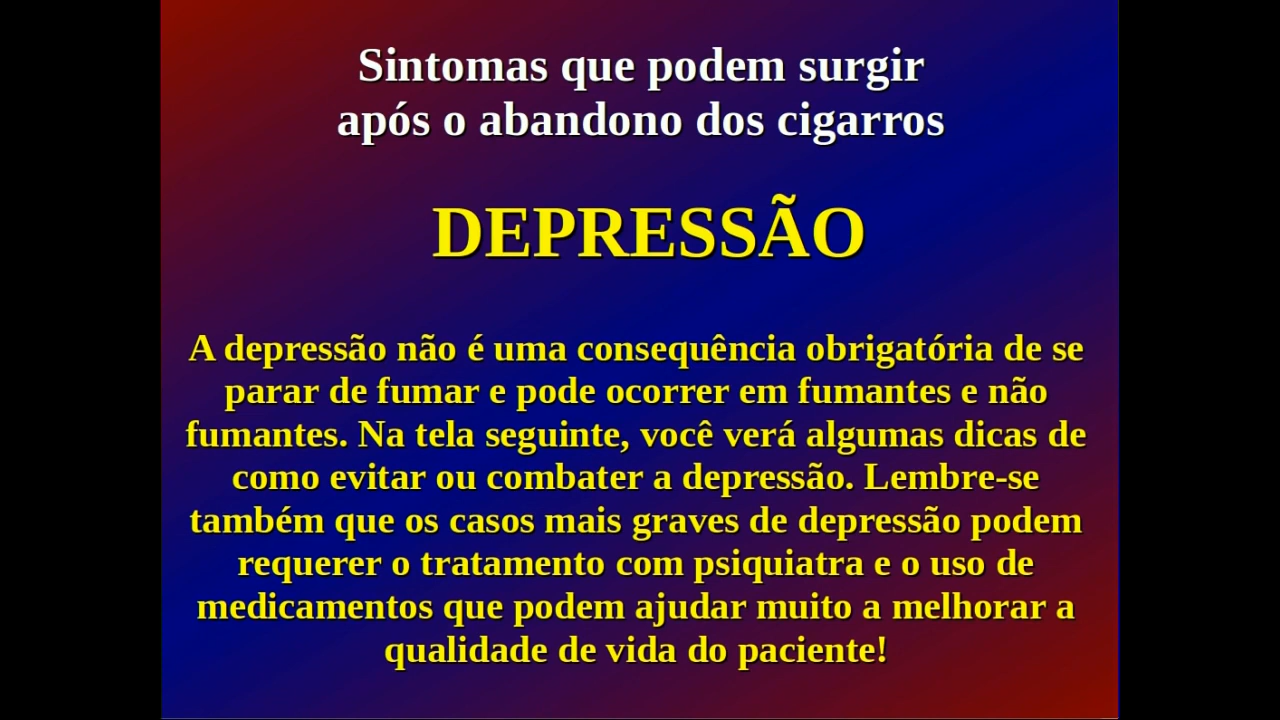 Sintomas que podem surgir
após o abandono dos cigarros
DEPRESSÃO
A depressão não é uma consequência obrigatória de se
parar de fumar e pode ocorrer em fumantes e não
fumantes. Na tela seguinte, você verá algumas dicas de
como evitar ou combater a depressão. Lembre-se
também que os casos mais graves de depressão podem
requerer o tratamento com psiquiatra e o uso de
medicamentos que podem ajudar muito a melhorar a
qualidade de vida do paciente!